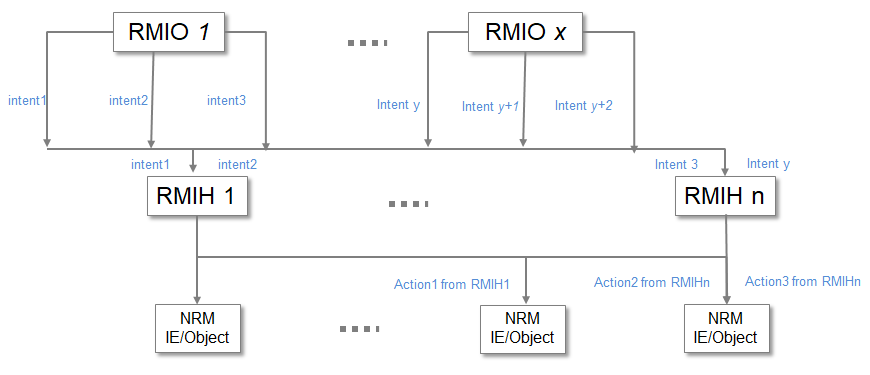 RMIO 1
RMIO x
intent1
intent2
intent3
Intent y
Intent y+1
Intent y+2
intent1
intent2
Intent 3
Intent y
RMIH 1
RMIH n
Action1 from RMIH1
Action2 from RMIHn
Action3 from RMIHn
NRM
IE/Object
NRM
IE/Object
NRM
IE/Object